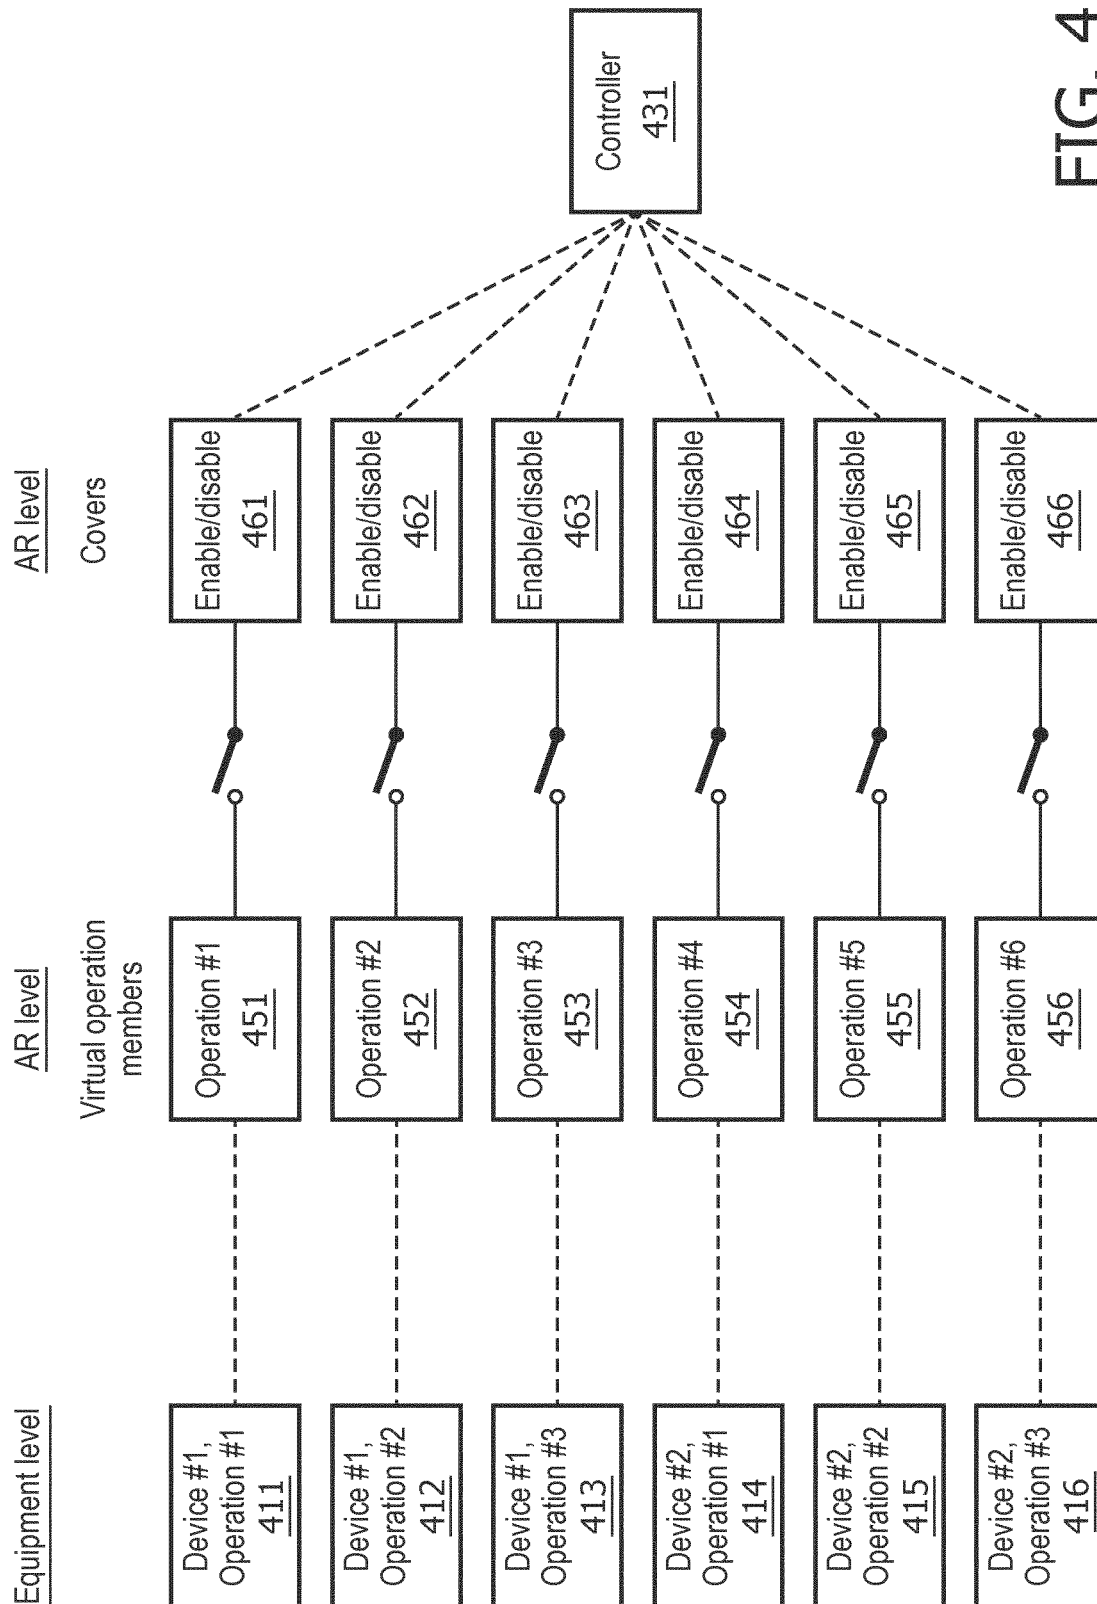 Equipment level
AR level
AR level
Virtual operation
members
Covers
Device #1,
Operation #1
411
Operation #1
451
Enable/disable
461
Device #1,
Operation #2
412
Operation #2
452
Enable/disable
462
Device #1,
Operation #3
413
Operation #3
453
Enable/disable
463
Controller
431
Device #2,
Operation #1
414
Operation #4
454
Enable/disable
464
Device #2,
Operation #2
415
Operation #5
455
Enable/disable
465
Device #2,
Operation #3
416
Operation #6
456
Enable/disable
466
FIG. 4